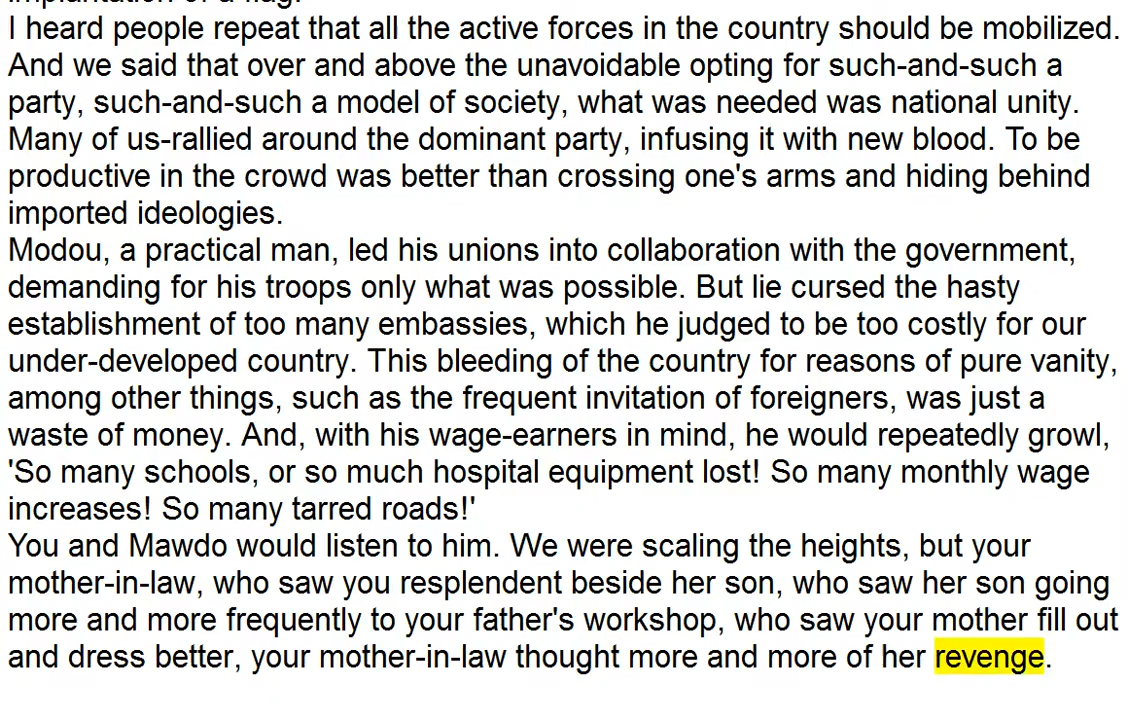 implantation of a flag.
I heard people repeat that all the active forces in the country should be mobilized.
And we said that over and above the unavoidable opting for such-and-such a
party, such-and-such a model of society, what was needed was national unity.
Many of us-rallied around the dominant party, infusing it with new blood. To be
productive in the crowd was better than crossing one's arms and hiding behind
imported ideologies.
Modou, a practical man, led his unions into collaboration with the government,
demanding for his troops only what was possible. But lie cursed the hasty
establishment of too many embassies, which he judged to be too costly for our
under-developed country. This bleeding of the country for reasons of pure vanity,
among other things, such as the frequent invitation of foreigners, was just a
waste of money. And, with his wage-earners in mind, he would repeatedly growl,
'So many schools, or so much hospital equipment lost! So many monthly wage
increases! So many tarred roads!'
You and Mawdo would listen to him. We were scaling the heights, but your
mother-in-law, who saw you resplendent beside her son, who saw her son going
more and more frequently to your father's workshop, who saw your mother fill out
and dress better, your mother-in-law thought more and more of her revenge.